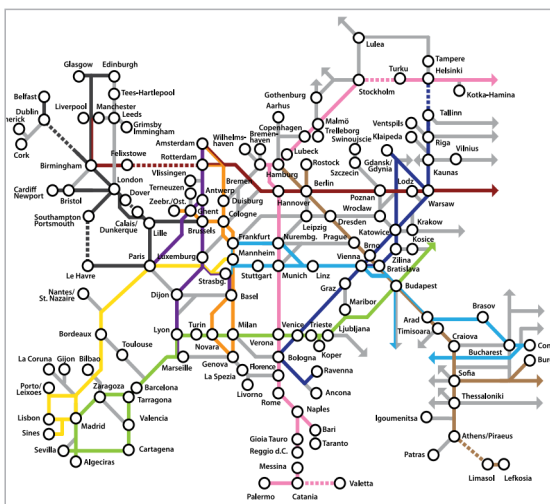 Lulea
Glasgow Edinburgh
Tampere
Turku Helsinki
Stockholm
Tees-Hartlepool
Belfast
Gothenburg
Kotka-Hamina
Liverpool Manchester
Aarhus
Dublin
Leeds
Malmö
Tallinn
Grimsby
Immingham
Copenhagen
Trelleborg
Ventspils
Amsterdam Wilhelms-
haven
Bremen-
haven
Swinoujscie
Klaipeda
Riga
Cork
Lubeck
Vilnius
Felixstowe
Rotterdam
Rostock
Gdansk/
Gdynia
Birmingham
Vlissingen
Hamburg
Szczecin
Kaunas
London
Terneuzen
Bremen
Berlin
Lodz
Cardiff
Newport
Bristol
Dover
Antwerp
Poznan
Warsaw
Zeebr./Ost.
Duisburg
Hannover
Wroclaw
Southampton
Portsmouth
Calais/
Dunkerque
Ghent
Cologne
Leipzig
Dresden
Krakow
Lille
Brussels
Katowice
Frankfurt
Nuremb.
Prague
Kosice
Paris
Luxemburg
Mannheim
Brno
Vienna
Zilina
Le Havre
Strasbg.
Stuttgart
Munich
Linz
Bratislava
Graz
Budapest
Nantes/
St. Nazaire
Dijon
Basel
Maribor
Brasov
Arad
Bordeaux
Lyon
Turin
Milan
Venice
Trieste
Ljubljana
Timisoara
Craiova
Novara
Verona
Koper
Bucharest
Con
Toulouse
Marseille
Bologna
Bur
La Coruna
Gijon
Bilbao
Genova
Florence
Ravenna
Sofia
La Spezia
Zaragoza
Barcelona
Livorno
Ancona
Porto/
Leixoes
Tarragona
Rome
Thessaloniki
Naples
Igoumenitsa
Lisbon
Madrid
Valencia
Bari
Sines
Gioia Tauro
Taranto
Athens/Piraeus
Sevilla
Cartagena
Reggio d.C.
Patras
Algeciras
Messina
Limasol
Lefkosia
Palermo
Catania
Valetta